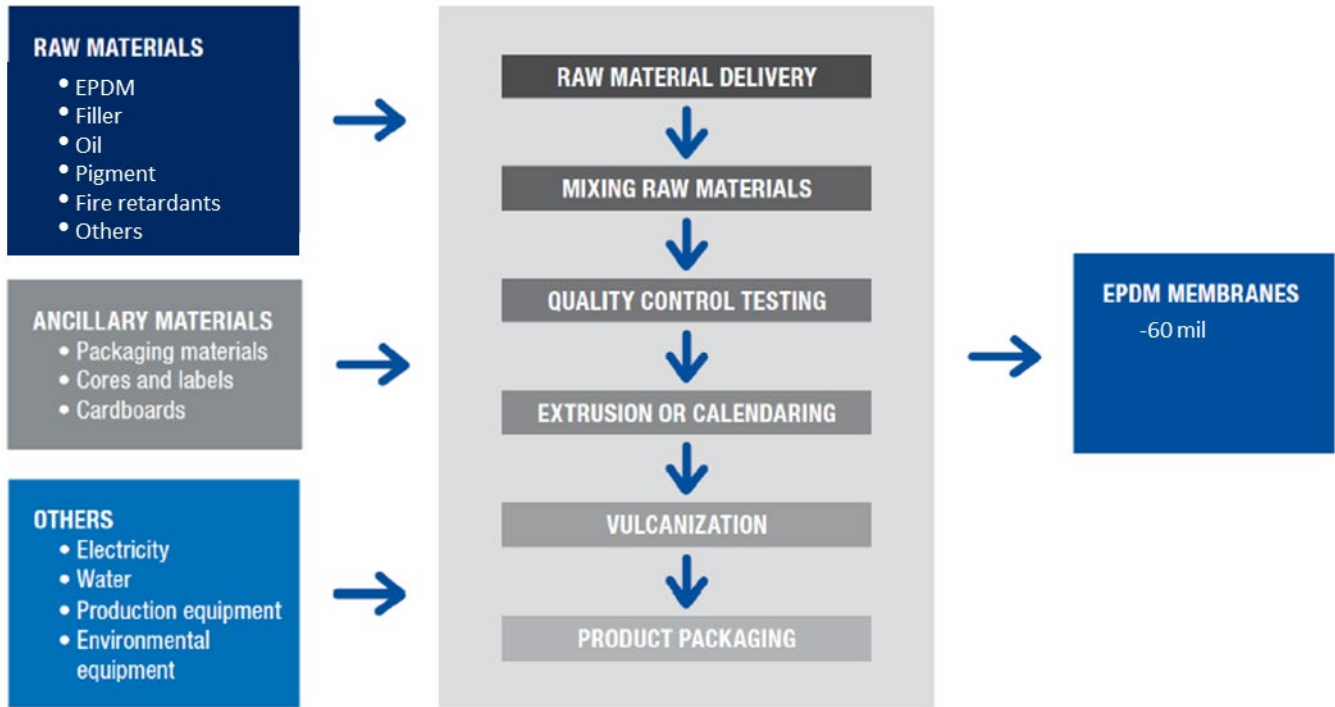 RAW MATERIALS
• EPDM
• Filler
• Oil
• Pigment
• Fire retardants
• Others
ANCILLARY MATERIALS
• Packaging materials
• Cores and labels
• Cardboards
OTHERS
• Electricity
• Water
• Production equipment
• Environmental
equipment
RAW MATERIAL DELIVERY
MIXING RAW MATERIALS
QUALITY CONTROL TESTING
EXTRUSION OR CALENDARING
VULCANIZATION
PRODUCT PACKAGING
EPDM MEMBRANES
-60 mil